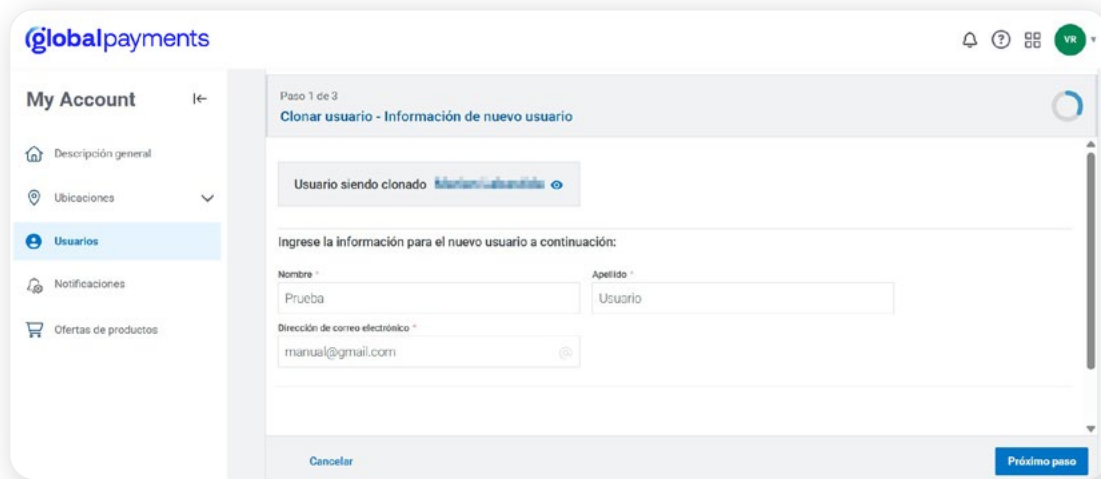 globalpayments
VR
My Account
Descripción general
Ubicaciones
Usuarios
Notificaciones
Ofertas de productos
Paso 1 de 3
Clonar usuario - Información de nuevo usuario
Usuario siendo clonado
Ingrese la información para el nuevo usuario a continuación:
Nombre * Apellido *
Prueba Usuario
Dirección de correo electrónico *
manual@gmail.com @
Cancelar Próximo paso